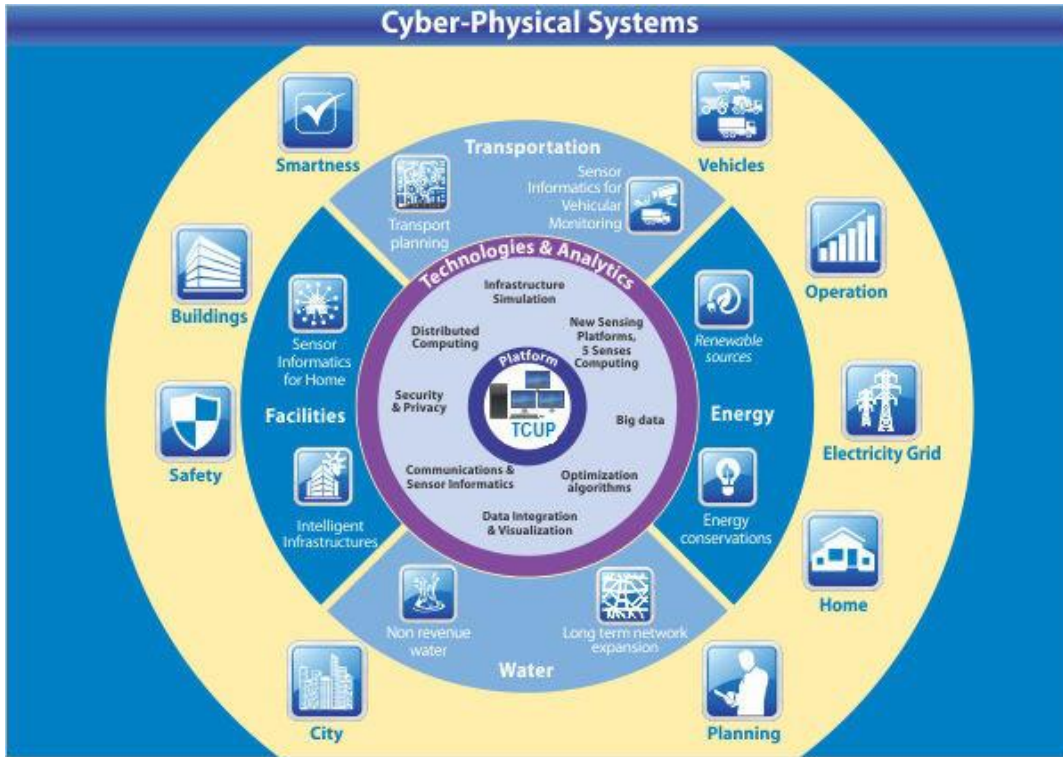 Cyber-Physical Systems
Smartness
Vehicles
Transportation
Transport
planning
Sensor
Informatics for
Vehicular
Monitoring
Buildings
Operation
Sensor
Informatics
for Home
Technologies & Analytics
Infrastructure
Simulation
Distributed
Computing
New Sensing
Platforms,
5 Senses
Computing
Renewable
sources
Platform
TCUP
Security
& Privacy
Big data
Facilities
Energy
Safety
Electricity Grid
Communications &
Sensor Informatics
Optimization
algorithms
Data Integration
& Visualization
Intelligent
Infrastructures
Energy
conservations
Home
Non revenue
water
Long term network
expansion
Water
City
Planning